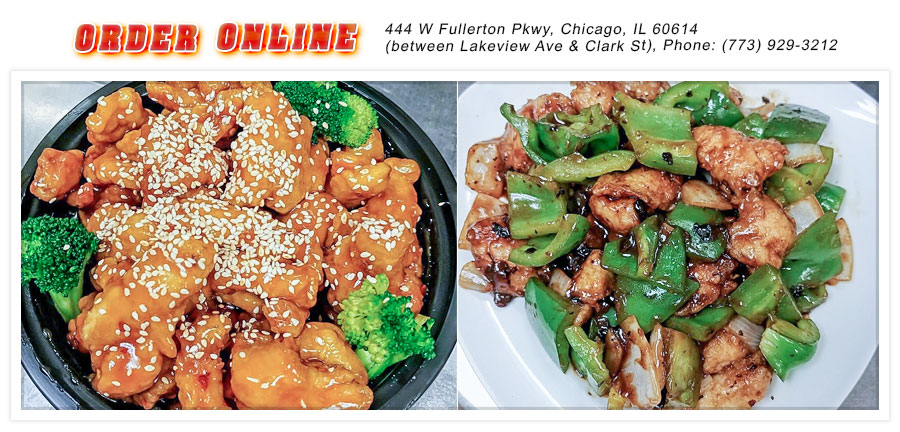 ORDER ONLINE
444 W Fullerton Pkwy, Chicago, IL 60614
(between Lakeview Ave & Clark St), Phone: (773) 929-3212